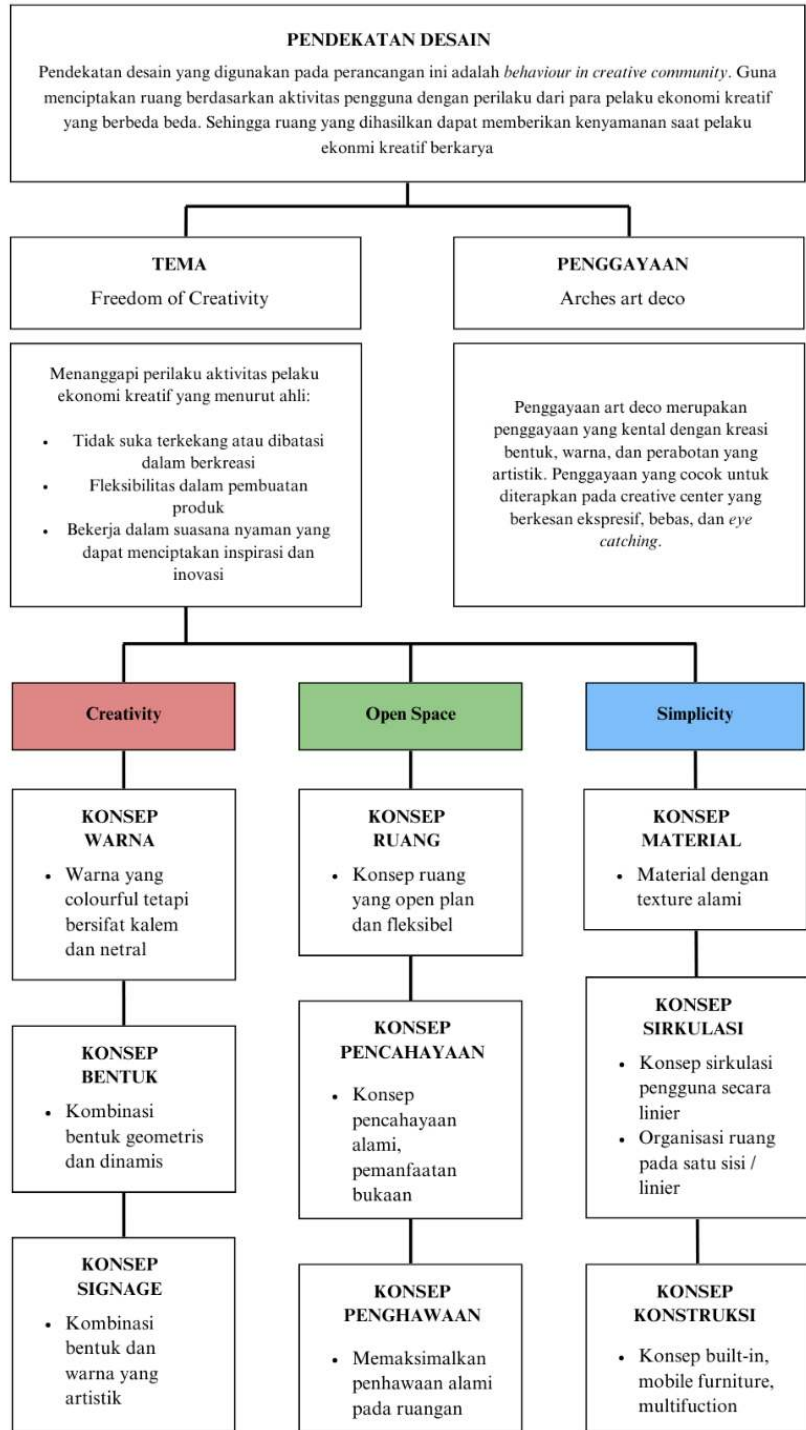 PENDEKATAN DESAIN
Pendekatan desain yang digunakan pada perancangan ini adalah behaviour in creative community. Guna
menciptakan ruang berdasarkan aktivitas pengguna dengan perilaku dari para pelaku ekonomi kreatif
yang berbeda beda. Sehingga ruang yang dihasilkan dapat memberikan kenyamanan saat pelaku
ekonmi kreatif berkarya
TEMA
Freedom of Creativity
PENGGAYAAN
Arches art deco
Menanggapi perilaku aktivitas pelaku
ekonomi kreatif yang menurut ahli:
• Tidak suka terkekang atau dibatasi
dalam berkreasi
• Fleksibilitas dalam pembuatan
produk
• Bekerja dalam suasana nyaman yang
dapat menciptakan inspirasi dan
inovasi
Penggayaan art deco merupakan
penggayaan yang kental dengan kreasi
bentuk, warna, dan perabotan yang
artistik. Penggayaan yang cocok untuk
diterapkan pada creative center yang
berkesan ekspresif, bebas, dan eye
catching.
Creativity
Open Space
Simplicity
KONSEP
WARNA
• Warna yang
colourful tetapi
bersifat kalem
dan netral
KONSEP
RUANG
• Konsep ruang
yang open plan
dan fleksibel
KONSEP
MATERIAL
• Material dengan
texture alami
KONSEP
BENTUK
• Kombinasi
bentuk geometris
dan dinamis
KONSEP
PENCAHAYAAN
• Konsep
pencahayaan
alami,
pemanfaatan
bukaan
KONSEP
SIRKULASI
• Konsep sirkulasi
pengguna secara
linier
• Organisasi ruang
pada satu sisi /
linier
KONSEP
SIGNAGE
• Kombinasi
bentuk dan
warna yang
artistik
KONSEP
PENGHAWAAN
• Memaksimalkan
penhawaan alami
pada ruangan
KONSEP
KONSTRUKSI
• Konsep built-in,
mobile furniture,
multifuction